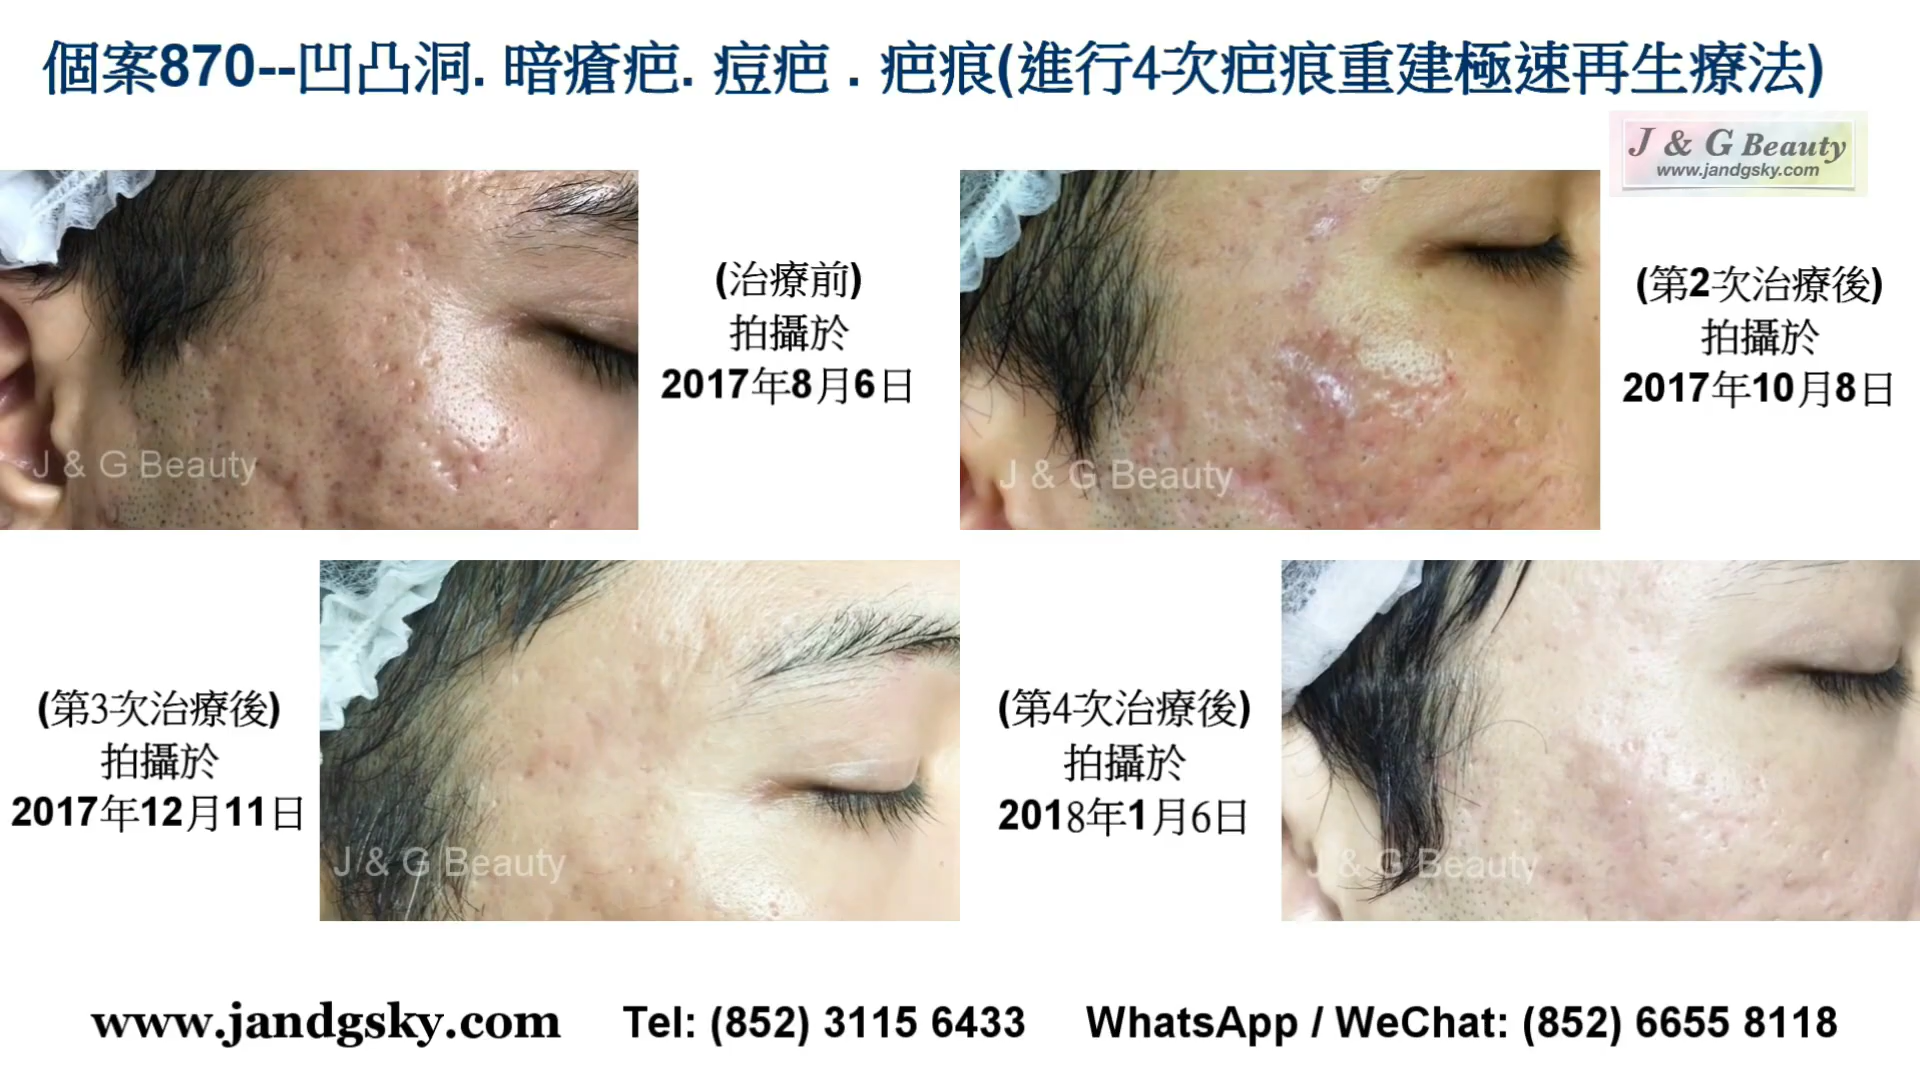 個案870--凹凸洞. 暗瘡疤. 痘疤 . 疤痕(進行4次疤痕重建極速再生療法)
J & G Beauty
www.jandgsky.com
(治療前)
拍攝於
2017年8月6日
J & G Beauty
(第2次治療後)
拍攝於
2017年10月8日
J & G Beauty
(第3次治療後)
拍攝於
2017年12月11日
J & G Beauty
(第4次治療後)
拍攝於
2018年1月6日
J & G Beauty
www.jandgsky.com Tel: (852) 3115 6433 WhatsApp / WeChat: (852) 6655 8118